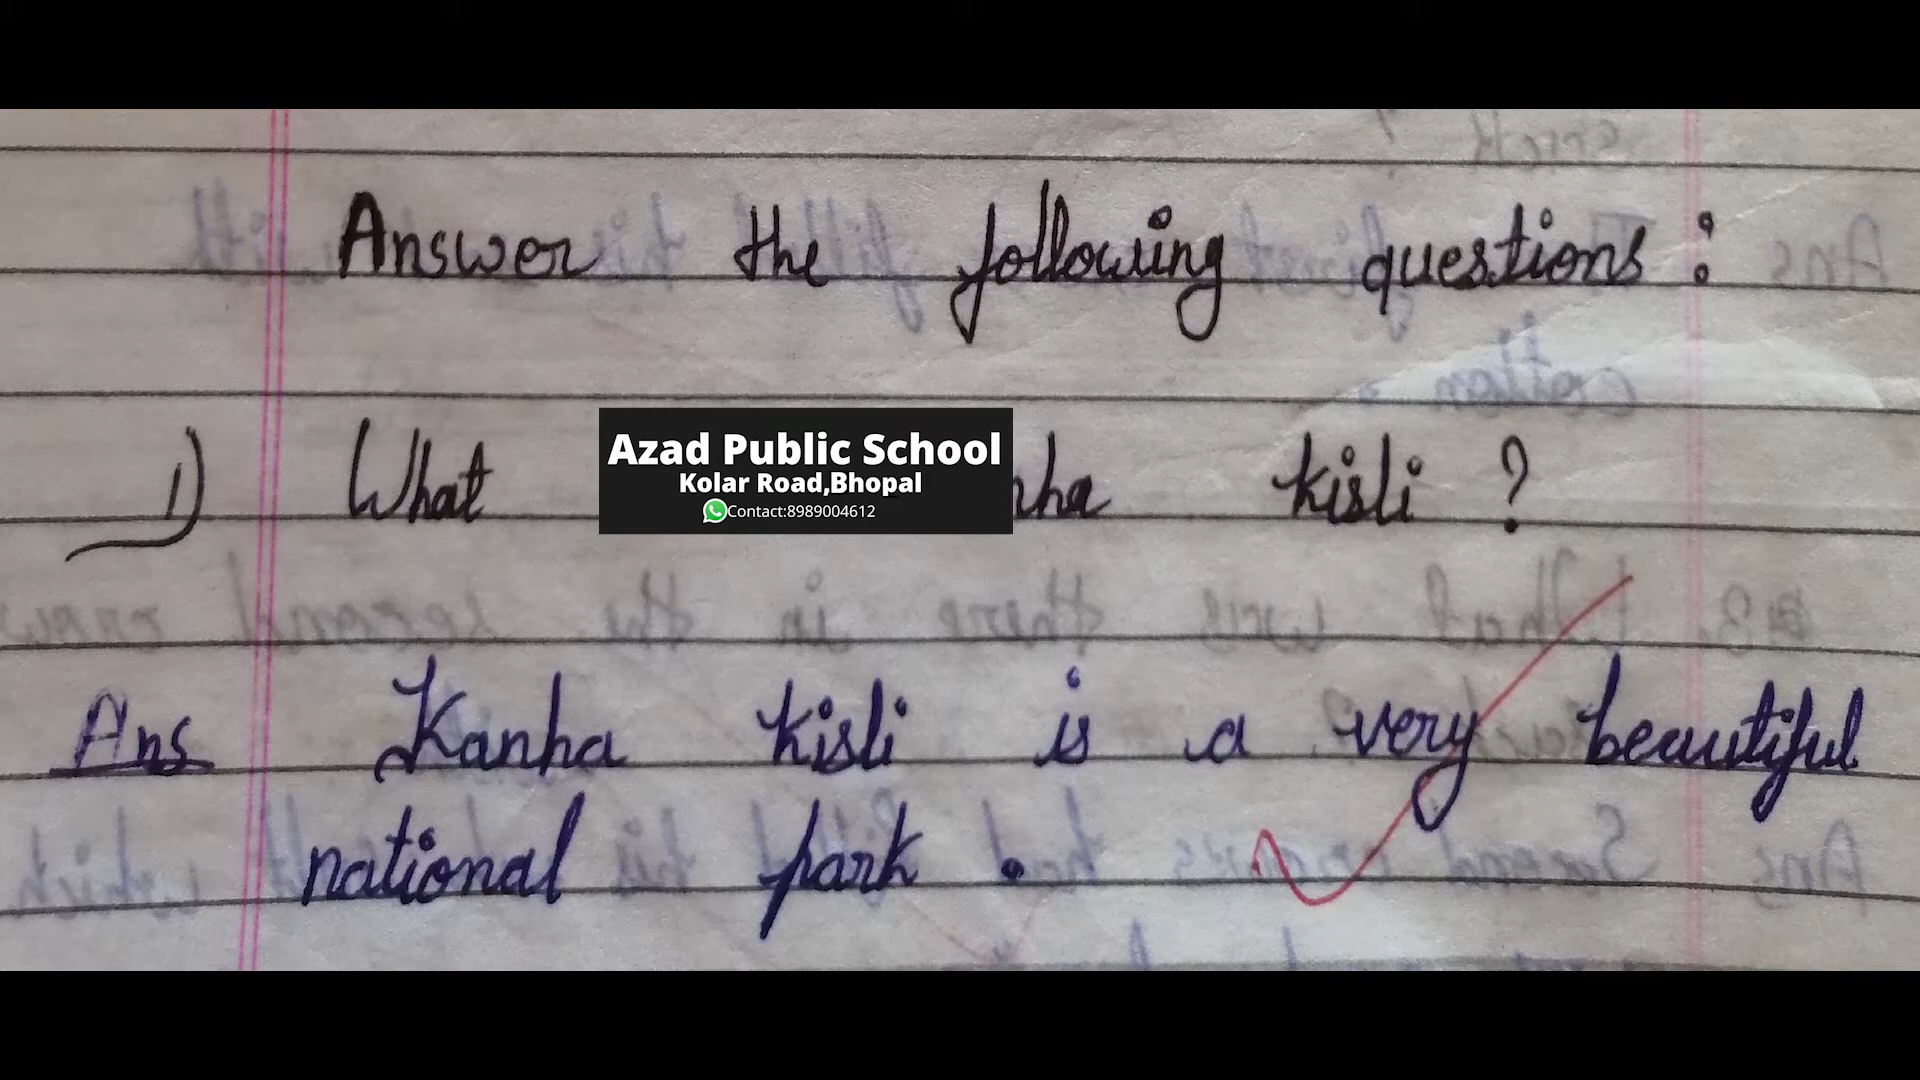 Answer the following questions :
1) What nha kisli ?
Azad Public School
Kolar Road,Bhopal
Contact:8989004612
Ans Kanha kisli is a very beautiful
national park .